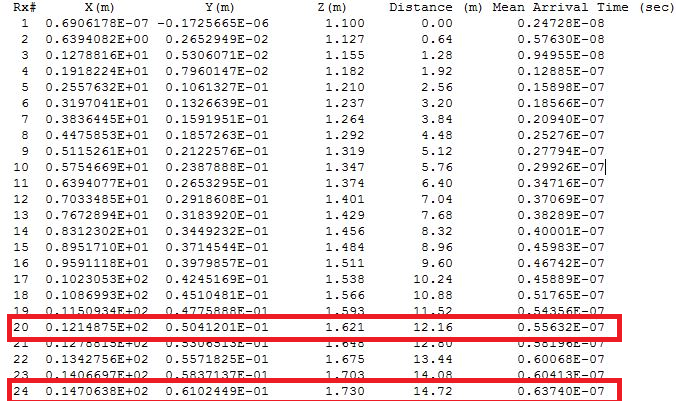 Rx# X(m) Y(m) Z(m) Distance (m) Mean Arrival Time (sec)
1 0.6906178E-07 -0.1725665E-06 1.100 0.00 0.24728E-08
2 0.6394082E+00 0.2652949E-02 1.127 0.64 0.57630E-08
3 0.1278816E+01 0.5306071E-02 1.155 1.28 0.94955E-08
4 0.1918224E+01 0.7960147E-02 1.182 1.92 0.12885E-07
5 0.2557632E+01 0.1061327E-01 1.210 2.56 0.15898E-07
6 0.3197041E+01 0.1326639E-01 1.237 3.20 0.18566E-07
7 0.3836445E+01 0.1591951E-01 1.264 3.84 0.20940E-07
8 0.4475853E+01 0.1857263E-01 1.292 4.48 0.25276E-07
9 0.5115261E+01 0.2122576E-01 1.319 5.12 0.27794E-07
10 0.5754669E+01 0.2387888E-01 1.347 5.76 0.29926E-07
11 0.6394077E+01 0.2653295E-01 1.374 6.40 0.34716E-07
12 0.7033485E+01 0.2918608E-01 1.401 7.04 0.37069E-07
13 0.7672894E+01 0.3183920E-01 1.429 7.68 0.38289E-07
14 0.8312302E+01 0.3449232E-01 1.456 8.32 0.40001E-07
15 0.8951710E+01 0.3714544E-01 1.484 8.96 0.45983E-07
16 0.9591118E+01 0.3979857E-01 1.511 9.60 0.46742E-07
17 0.1023053E+02 0.4245169E-01 1.538 10.24 0.45889E-07
18 0.1086993E+02 0.4510481E-01 1.566 10.88 0.51765E-07
19 0.1150934E+02 0.4775888E-01 1.593 11.52 0.54356E-07
20 0.1214875E+02 0.5041201E-01 1.621 12.16 0.55632E-07
21 0.1278815E+02 0.5306513E-01 1.648 12.80 0.58196E-07
22 0.1342756E+02 0.5571825E-01 1.675 13.44 0.60068E-07
23 0.1406697E+02 0.5837137E-01 1.703 14.08 0.60413E-07
24 0.1470638E+02 0.6102449E-01 1.730 14.72 0.63740E-07